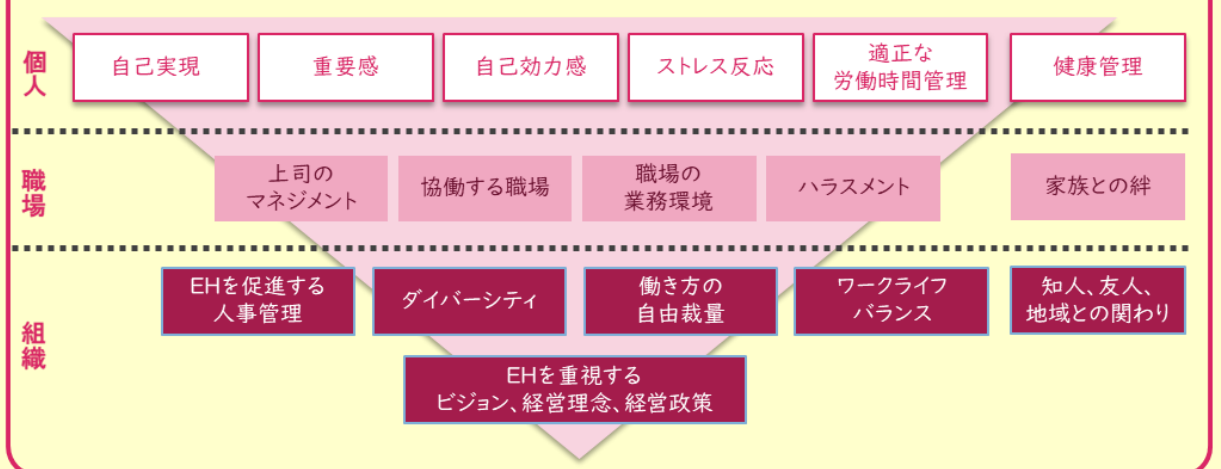 個人
自己実現
重要感
自己効力感
ストレス反応
適正な
労働時間管理
健康管理
職場
上司の
マネジメント
協働する職場
職場の
業務環境
ハラスメント
家族との絆
組織
EHを促進する
人事管理
ダイバーシティ
働き方の
自由裁量
ワークライフ
バランス
知人、友人、
地域との関わり
EHを重視する
ビジョン、経営理念、経営政策